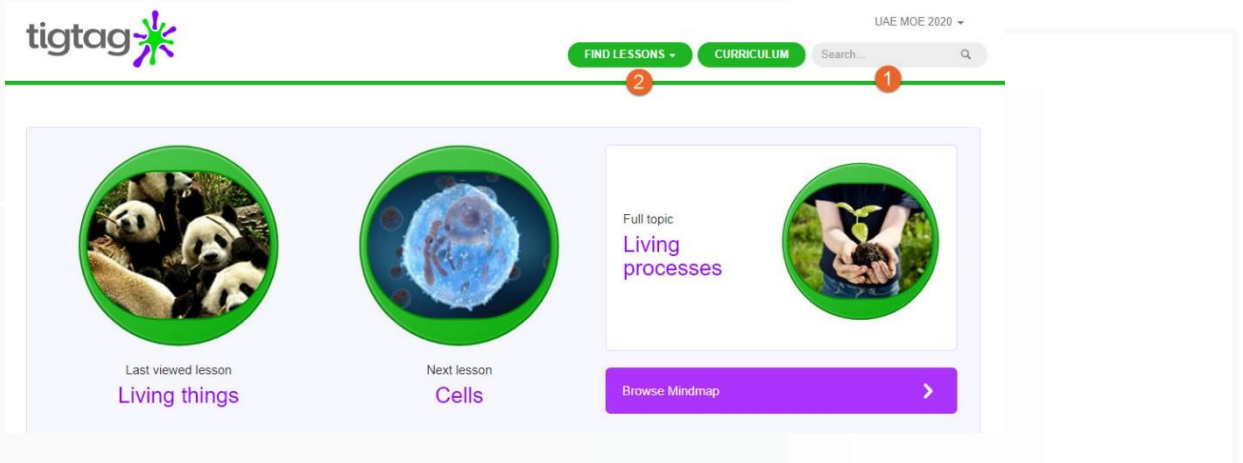 tigtag
UAE MOE 2020
FIND LESSONS
CURRICULUM
Search...
2
1
Full topic
Living
processes
Last viewed lesson
Living things
Next lesson
Cells
Browse Mindmap